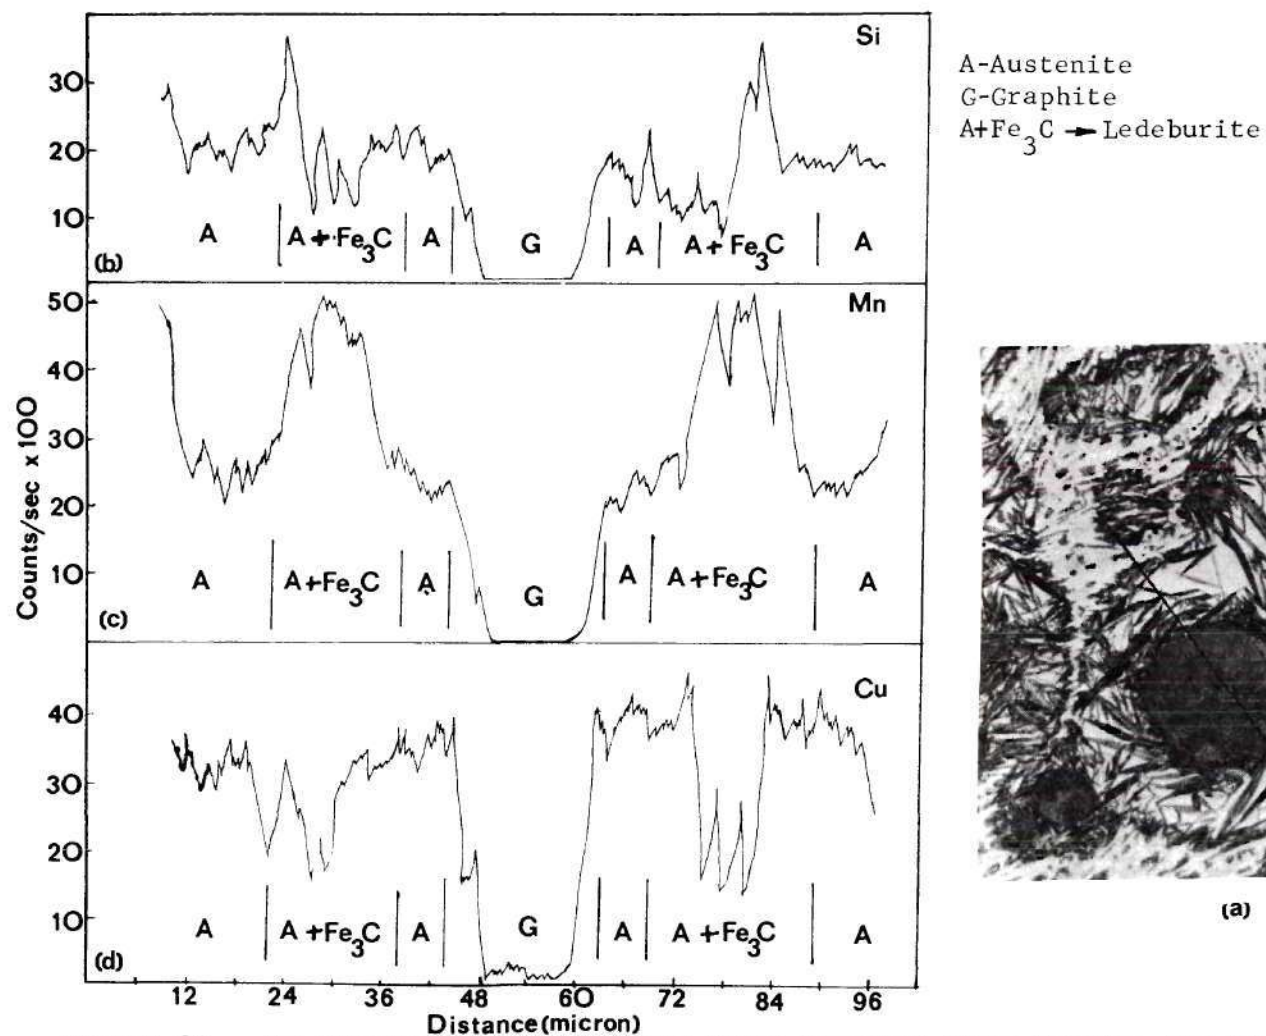 Si
30
20
10
A A + Fe3C A G A A + Fe3C A
(b)
A-Austenite
G-Graphite
A+Fe3C → Ledeburite
Counts/sec x 100
Mn
50
40
30
20
10
A A+Fe3C A G A A+Fe3C A
(c)
Cu
40
30
20
10
A A +Fe3C A G A A +Fe3C A
(d)
12 24 36 48 60 72 84 96
Distance (micron)
(a)